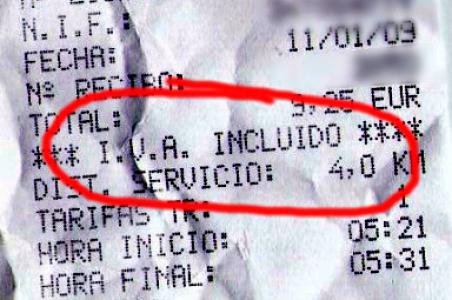 N.I.F.:
FECHA: 11/01/09
Nº RECIBO:
TOTAL: 9,25 EUR
*** I.V.A. INCLUIDO ****
DIST. SERVICIO: 4,0 KM
TARIFAS TR: 1
HORA INICIO: 05:21
HORA FINAL: 05:31